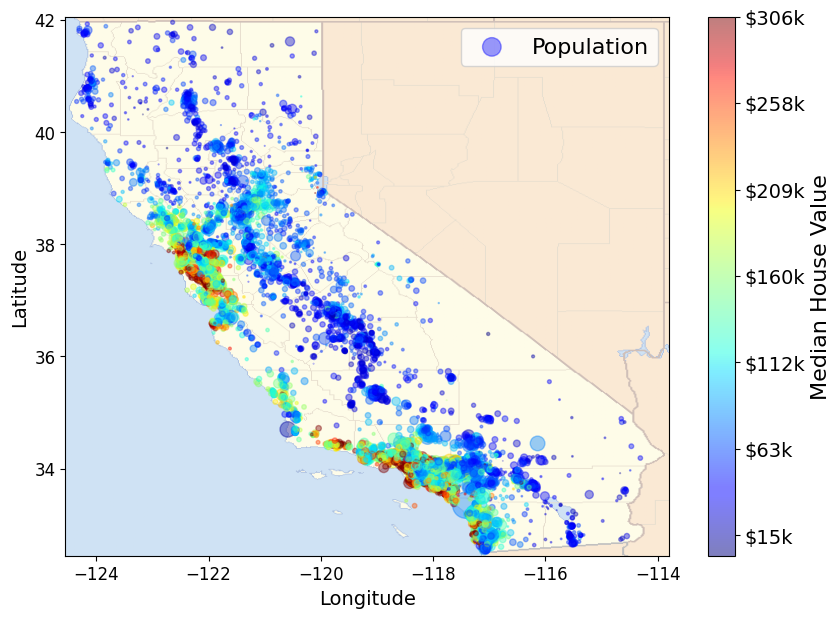 Population
42
40
38
36
34
Latitude
−124
−122
−120
−118
−116
−114
Longitude
$306k
$258k
$209k
$160k
$112k
$63k
$15k
Median House Value